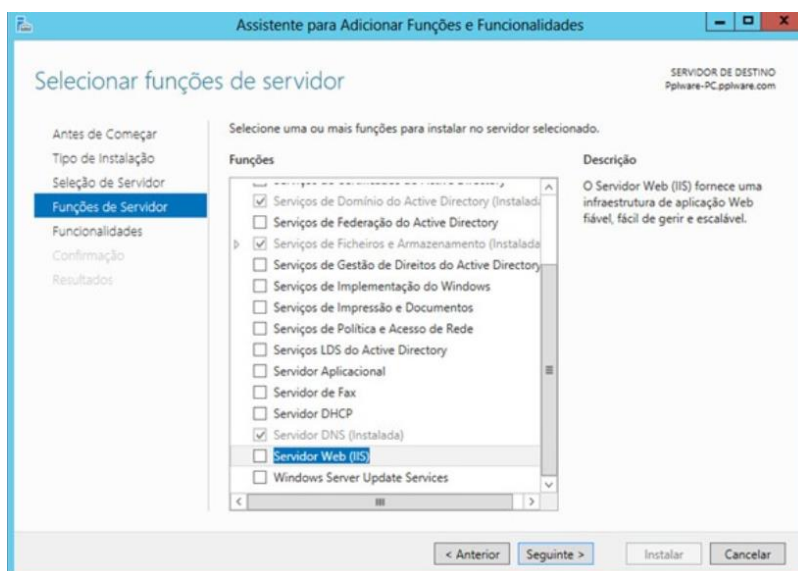 Assistente para Adicionar Funções e Funcionalidades
Selecionar funções de servidor
SERVIDOR DE DESTINO
Pplware-PC.pplware.com
Antes de Começar
Tipo de Instalação
Seleção de Servidor
Funções de Servidor
Funcionalidades
Confirmação
Resultados
Selecione uma ou mais funções para instalar no servidor selecionado.
Funções
Serviços de Domínio do Active Directory (Instalada
Serviços de Federação do Active Directory
Serviços de Ficheiros e Armazenamento (Instalada
Serviços de Gestão de Direitos do Active Directory
Serviços de Implementação do Windows
Serviços de Impressão e Documentos
Serviços de Política e Acesso de Rede
Serviços LDS do Active Directory
Servidor Aplicacional
Servidor de Fax
Servidor DHCP
Servidor DNS (Instalada)
Servidor Web (IIS)
Windows Server Update Services
Descrição
O Servidor Web (IIS) fornece uma
infraestrutura de aplicação Web
fiável, fácil de gerir e escalável.
< Anterior
Seguinte >
Instalar
Cancelar